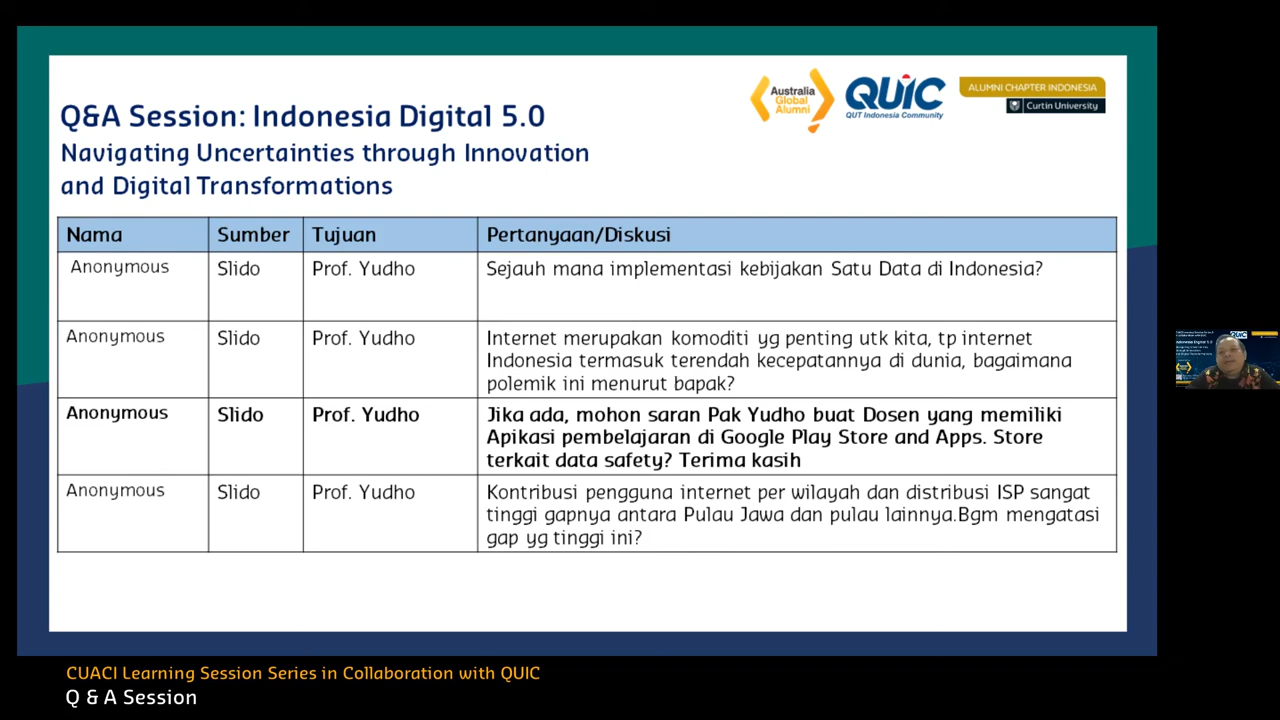 Q&A Session: Indonesia Digital 5.0
Navigating Uncertainties through Innovation
and Digital Transformations
Australia
Global
Alumni
QUIC
QUT Indonesia Community
ALUMNI CHAPTER INDONESIA
Curtin University
Nama Sumber Tujuan Pertanyaan/Diskusi
Anonymous Slido Prof. Yudho Sejauh mana implementasi kebijakan Satu Data di Indonesia?
Anonymous Slido Prof. Yudho Internet merupakan komoditi yg penting utk kita, tp internet
Indonesia termasuk terendah kecepatannya di dunia, bagaimana
polemik ini menurut bapak?
Anonymous Slido Prof. Yudho Jika ada, mohon saran Pak Yudho buat Dosen yang memiliki
Apikasi pembelajaran di Google Play Store and Apps. Store
terkait data safety? Terima kasih
Anonymous Slido Prof. Yudho Kontribusi pengguna internet per wilayah dan distribusi ISP sangat
tinggi gapnya antara Pulau Jawa dan pulau lainnya.Bgm mengatasi
gap yg tinggi ini?
Indonesia Digital 5.0
QUIC
CUACI Learning Session Series in Collaboration with QUIC
Q & A Session